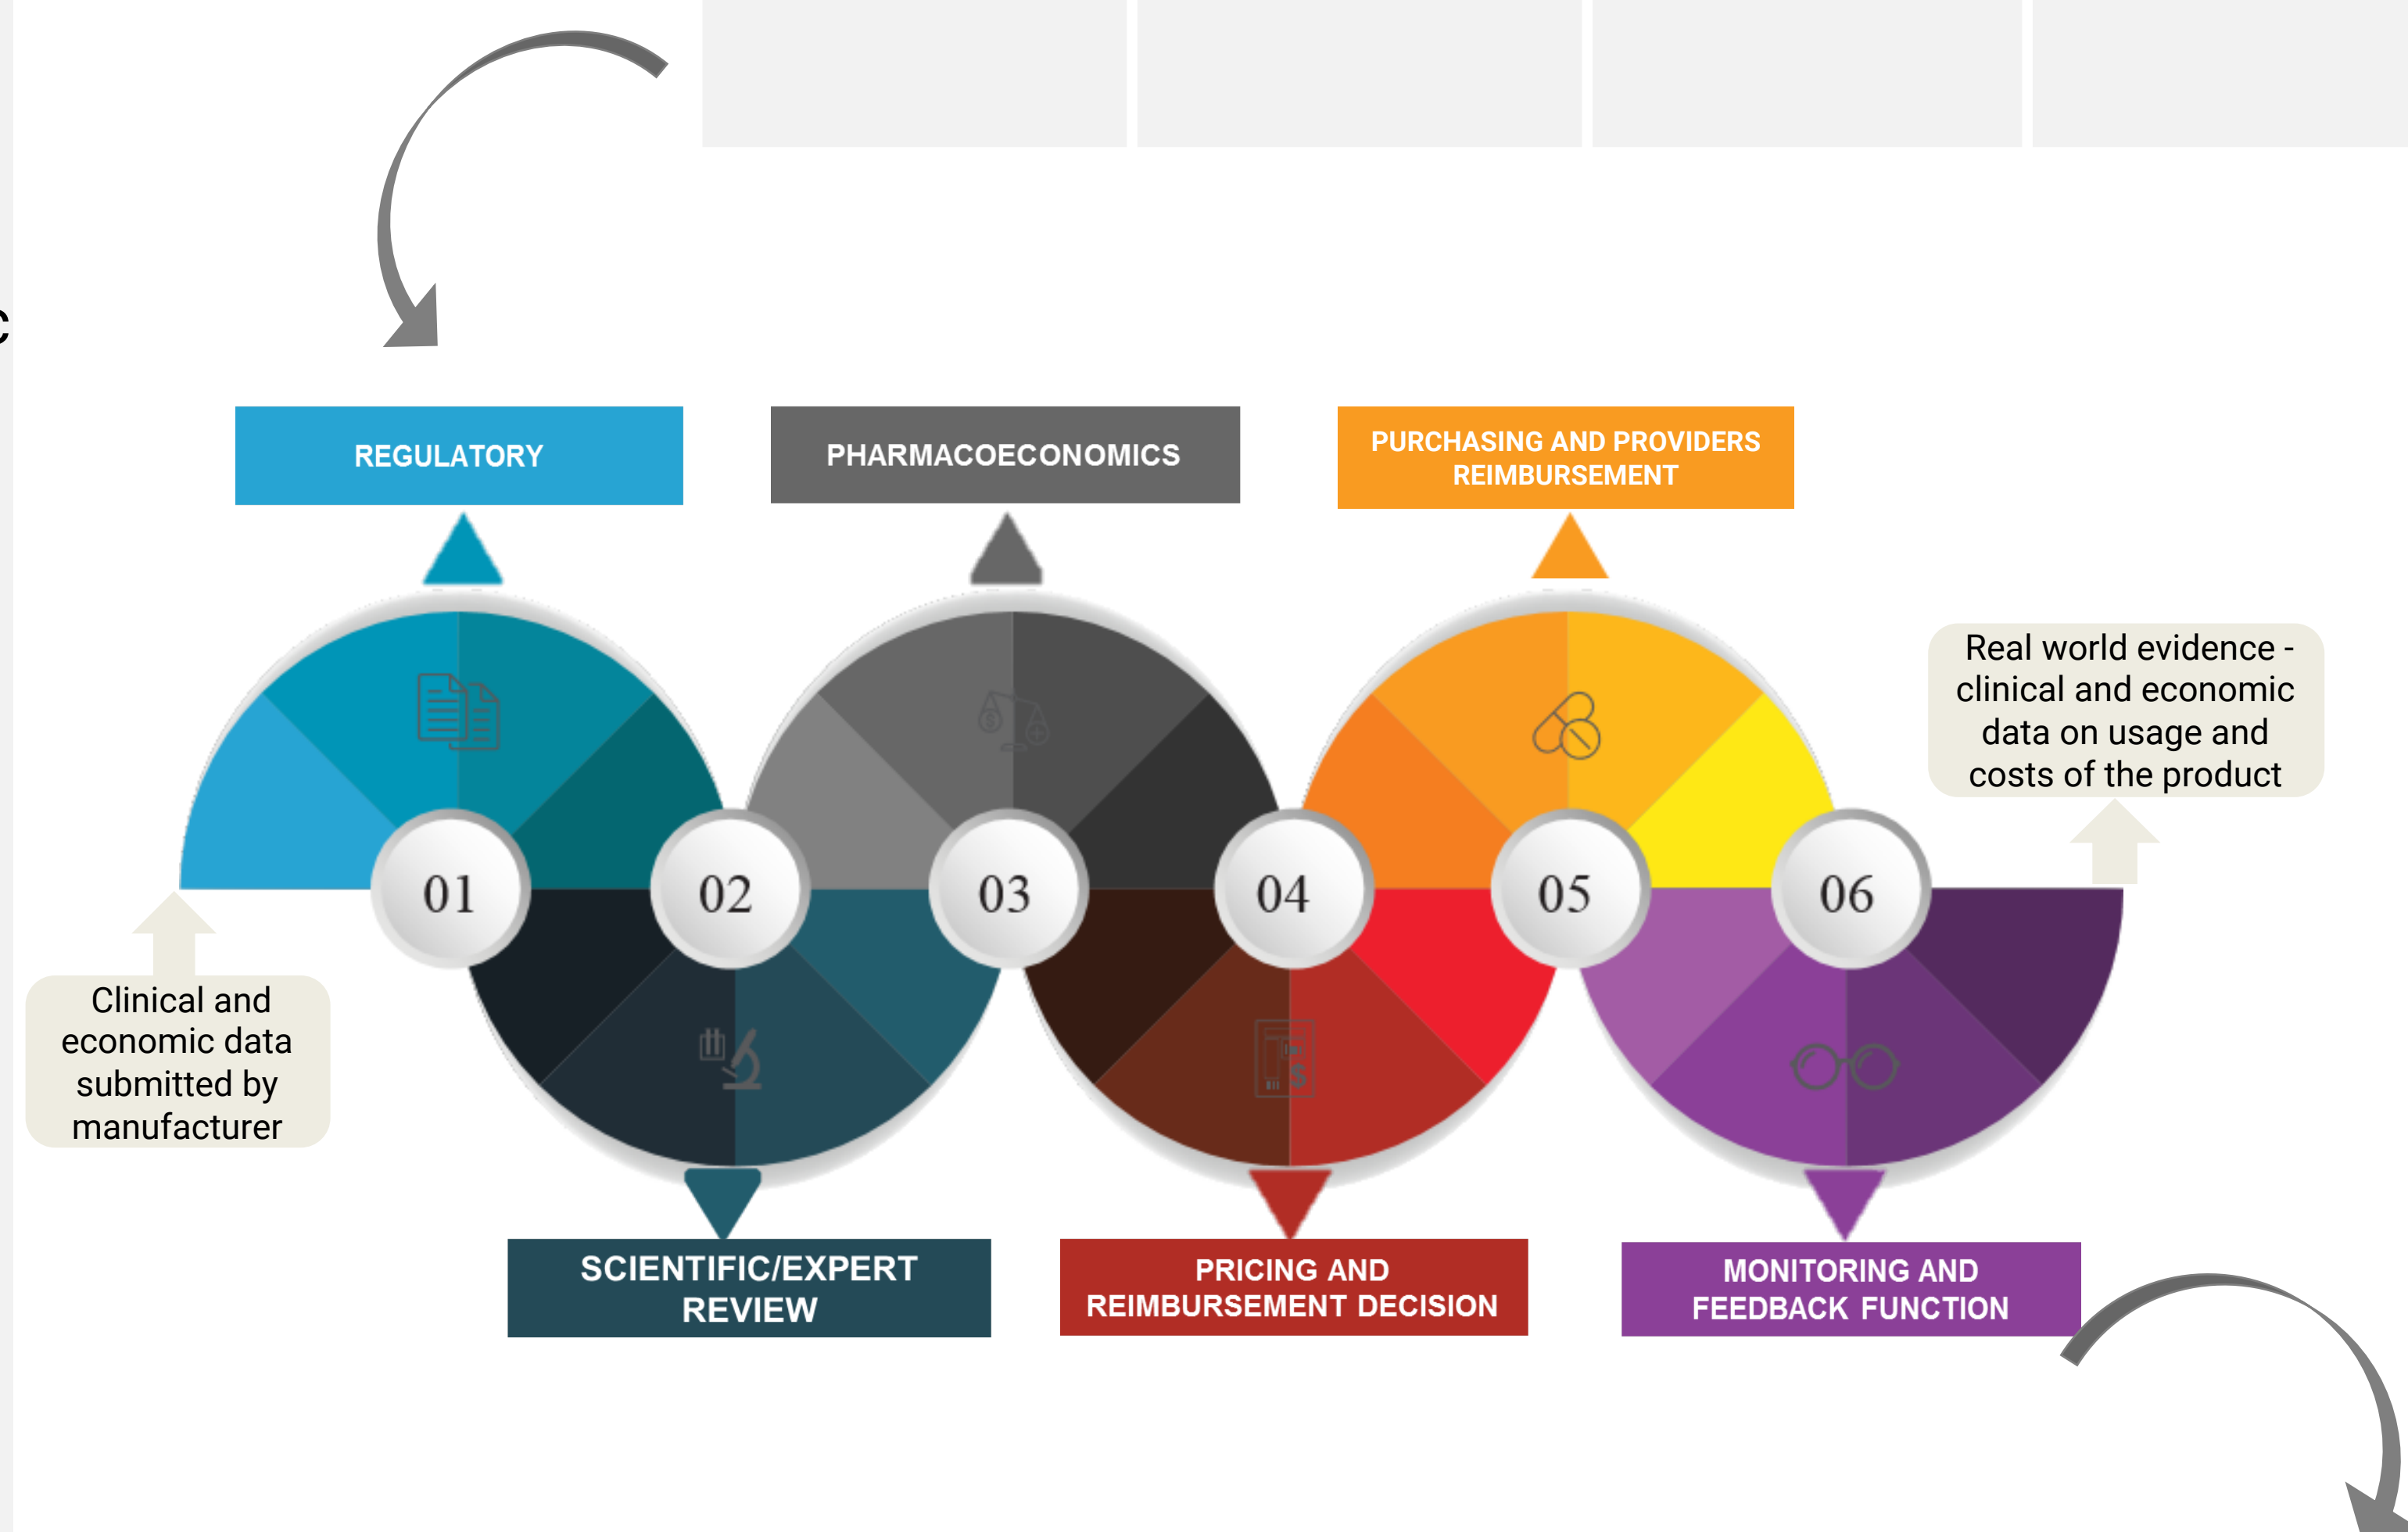 REGULATORY
PHARMACOECONOMICS
PURCHASING AND PROVIDERS
REIMBURSEMENT
Real world evidence -
clinical and economic
data on usage and
costs of the product
01
02
03
04
05
06
Clinical and
economic data
submitted by
manufacturer
SCIENTIFIC/EXPERT
REVIEW
PRICING AND
REIMBURSEMENT DECISION
MONITORING AND
FEEDBACK FUNCTION